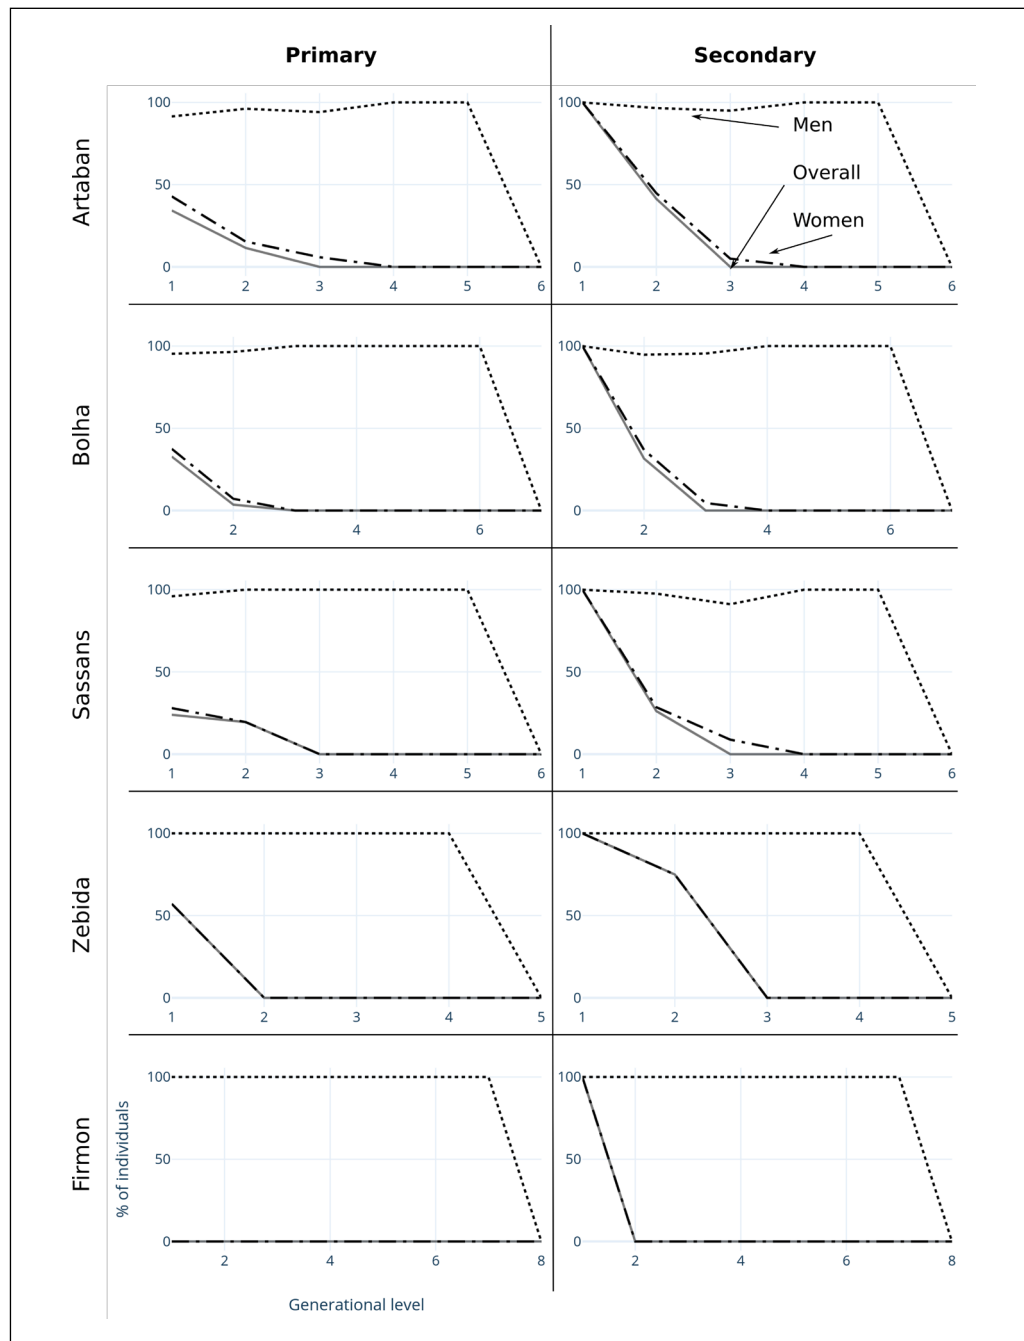 Primary Secondary
Artaban
100
50
0
1 2 3 4 5 6
100
50
0
1 2 3 4 5 6
Men
Overall
Women
Bolha
100
50
0
2 4 6
100
50
0
2 4 6
Sassans
100
50
0
1 2 3 4 5 6
100
50
0
1 2 3 4 5 6
Zebida
100
50
0
1 2 3 4 5
100
50
0
1 2 3 4 5
Firmon
% of individuals
100
50
0
2 4 6 8
100
50
0
2 4 6 8
Generational level